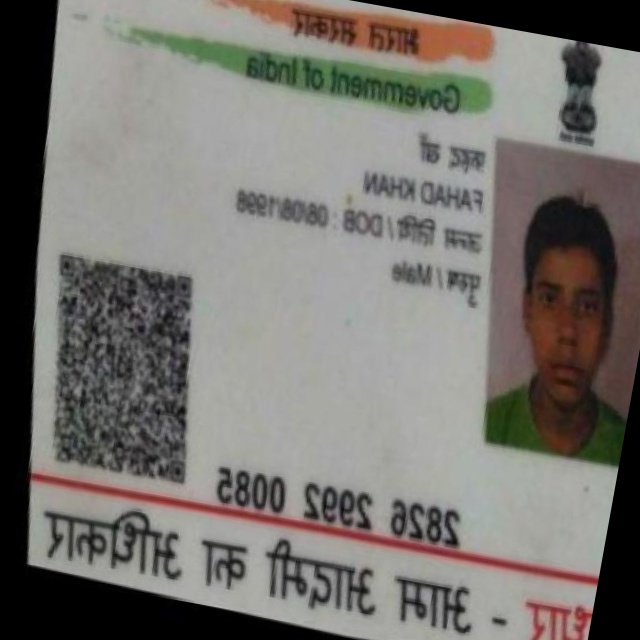 भारत सरकार
Government of India
फहद खाँ
FAHAD KHAN
जन्म तिथि / DOB : 08/08/1998
पुरुष / Male
2826 2992 0085
धार - आम आदमी का अधिकार